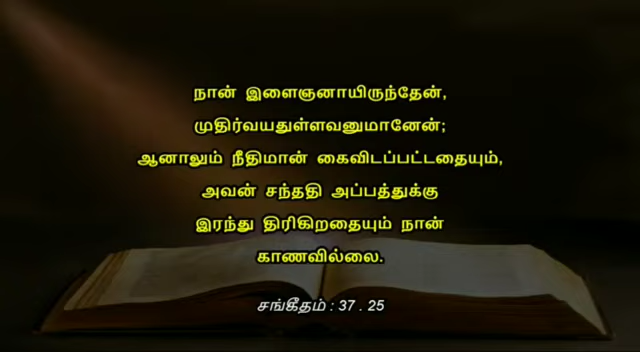 நான் இளைஞனாயிருந்தேன்,
முதிர்வயதுள்ளவனுமானேன்;
ஆனாலும் நீதிமான் கைவிடப்பட்டதையும்,
அவன் சந்ததி அப்பத்துக்கு
இரந்து திரிகிறதையும் நான்
காணவில்லை.
சங்கீதம் : 37 . 25